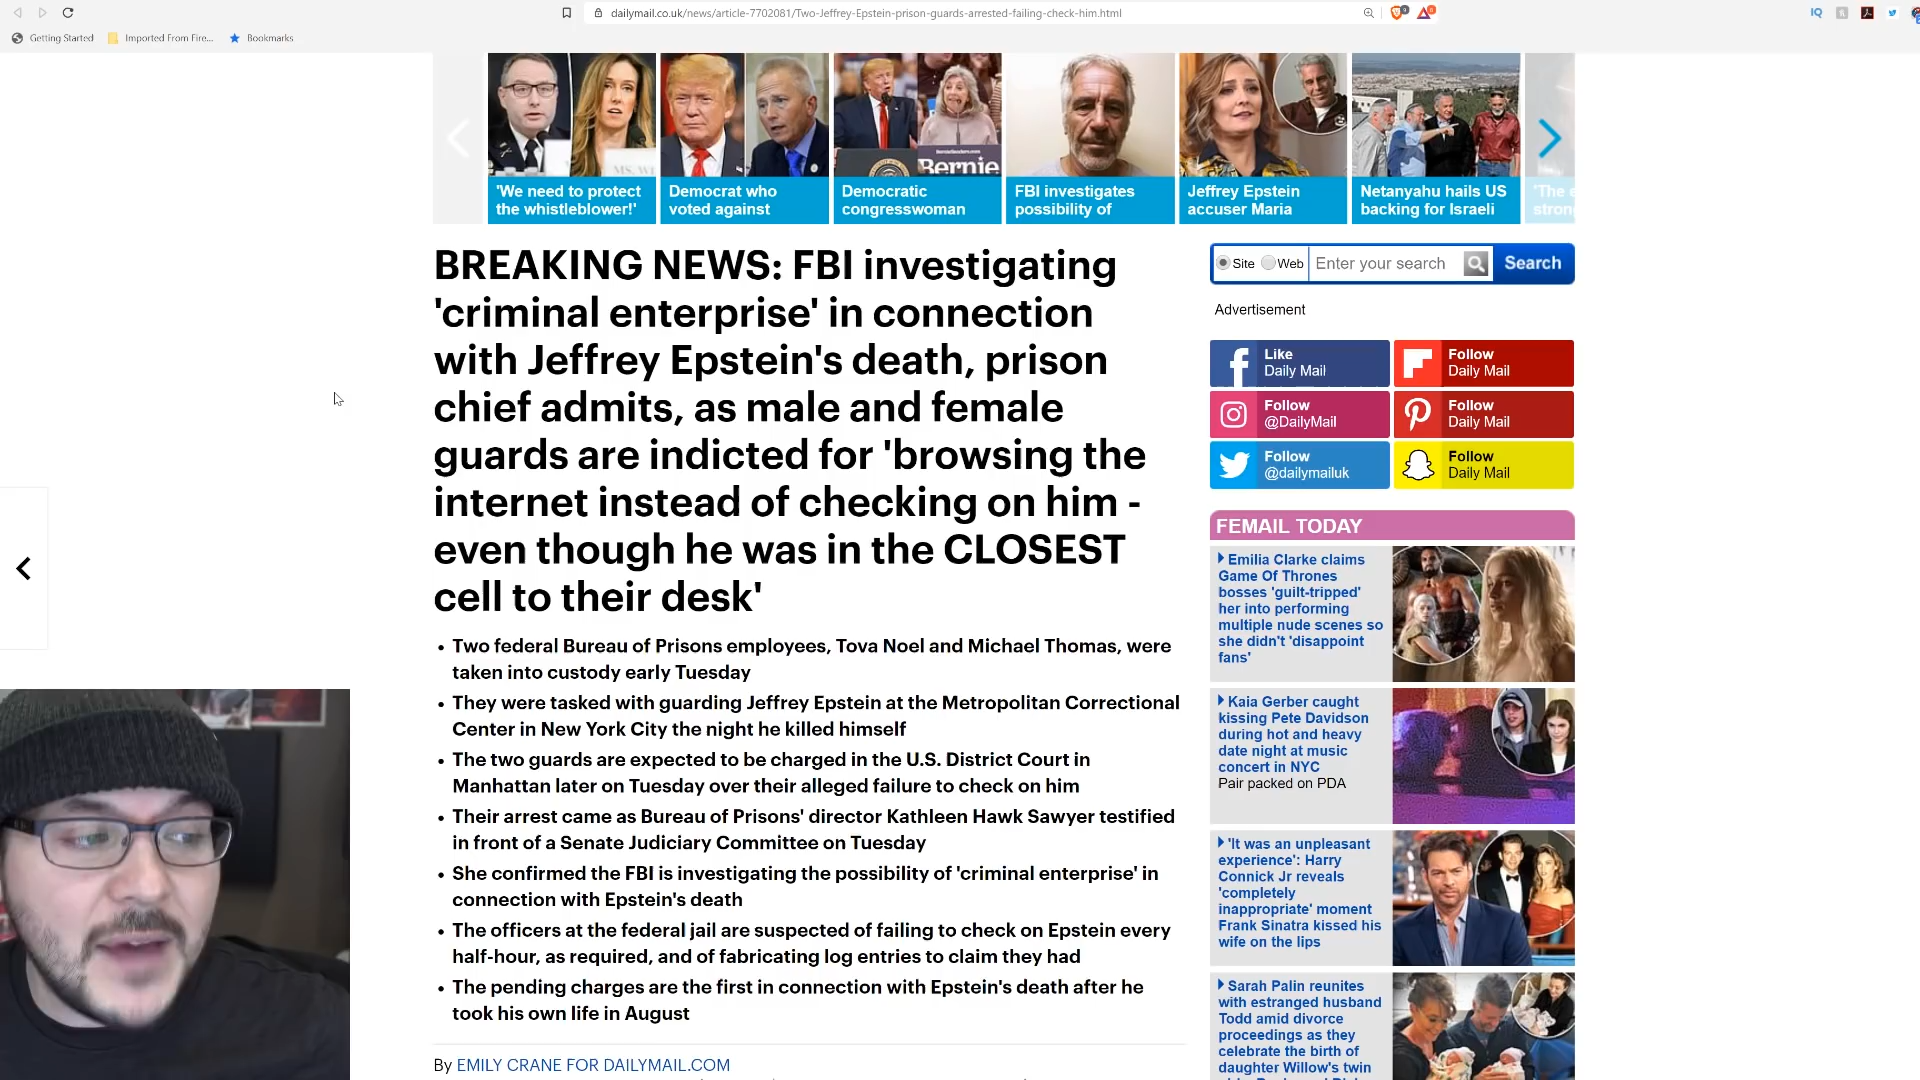 dailymail.co.uk/news/article-7702081/Two-Jeffrey-Epstein-prison-guards-arrested-failing-check-him.html
IQ
Getting Started
Imported From Fire...
Bookmarks
Bernie
'We need to protect
the whistleblower!'
Democrat who
voted against
Democratic
congresswoman
FBI investigates
possibility of
Jeffrey Epstein
accuser Maria
Netanyahu hails US
backing for Israeli
BREAKING NEWS: FBI investigating
'criminal enterprise' in connection
with Jeffrey Epstein's death, prison
chief admits, as male and female
guards are indicted for 'browsing the
internet instead of checking on him -
even though he was in the CLOSEST
cell to their desk'
• Two federal Bureau of Prisons employees, Tova Noel and Michael Thomas, were
taken into custody early Tuesday
• They were tasked with guarding Jeffrey Epstein at the Metropolitan Correctional
Center in New York City the night he killed himself
• The two guards are expected to be charged in the U.S. District Court in
Manhattan later on Tuesday over their alleged failure to check on him
• Their arrest came as Bureau of Prisons' director Kathleen Hawk Sawyer testified
in front of a Senate Judiciary Committee on Tuesday
• She confirmed the FBI is investigating the possibility of 'criminal enterprise' in
connection with Epstein's death
• The officers at the federal jail are suspected of failing to check on Epstein every
half-hour, as required, and of fabricating log entries to claim they had
• The pending charges are the first in connection with Epstein's death after he
took his own life in August
By EMILY CRANE FOR DAILYMAIL.COM
Site Web Enter your search Search
Advertisement
Like
Daily Mail
Follow
Daily Mail
Follow
@DailyMail
Follow
Daily Mail
Follow
@dailymailuk
Follow
Daily Mail
FEMAIL TODAY
Emilia Clarke claims
Game Of Thrones
bosses 'guilt-tripped'
her into performing
multiple nude scenes so
she didn't 'disappoint
fans'
Kaia Gerber caught
kissing Pete Davidson
during hot and heavy
date night at music
concert in NYC
Pair packed on PDA
'It was an unpleasant
experience': Harry
Connick Jr reveals
'completely
inappropriate' moment
Frank Sinatra kissed his
wife on the lips
Sarah Palin reunites
with estranged husband
Todd amid divorce
proceedings as they
celebrate the birth of
daughter Willow's twin